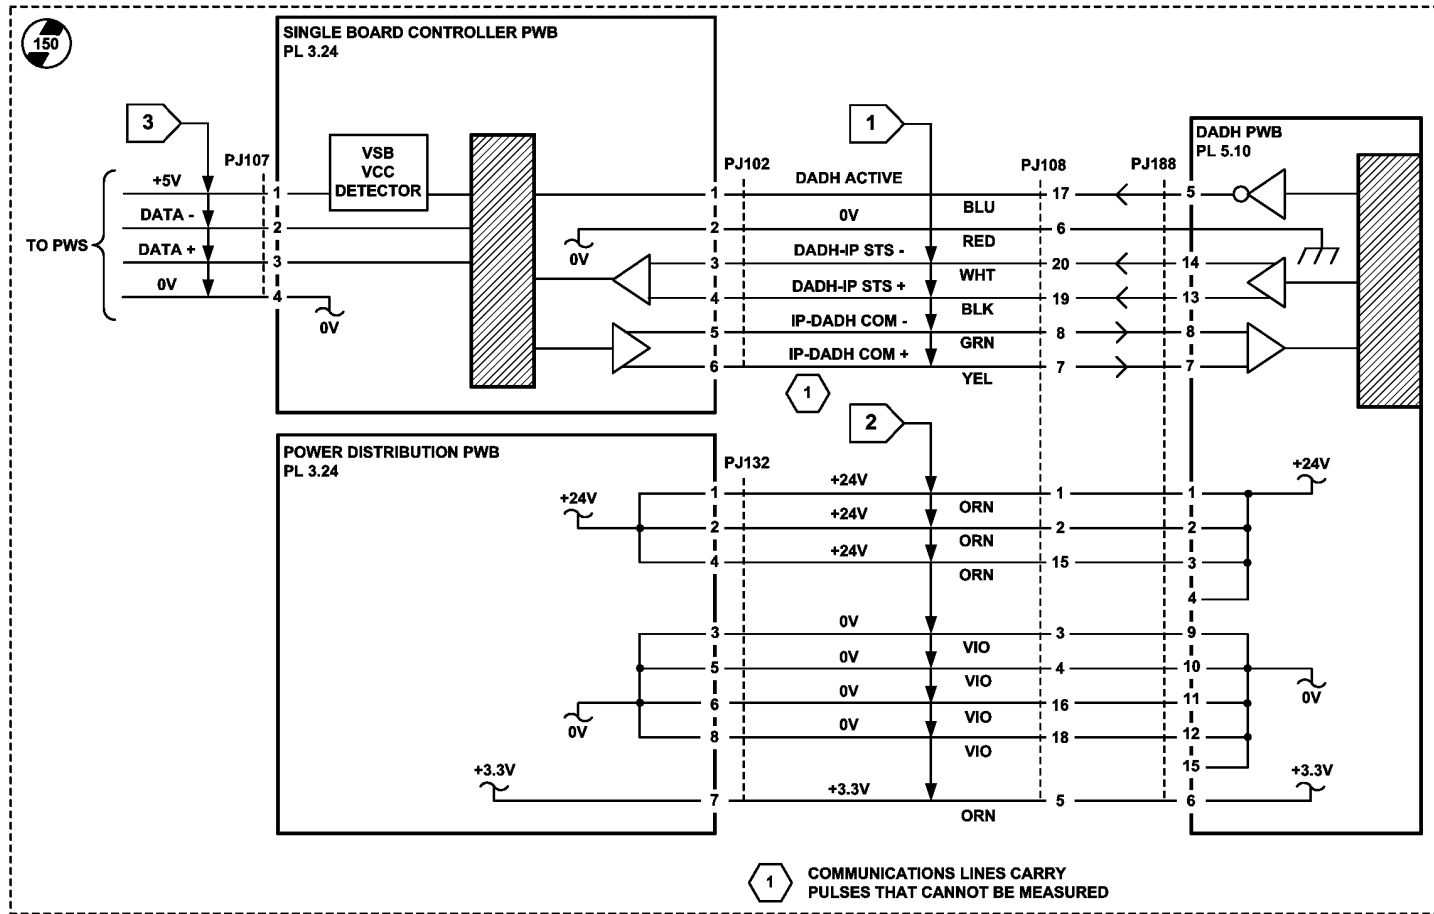 150
SINGLE BOARD CONTROLLER PWB
PL 3.24
3
1
DADH PWB
PL 5.10
VSB
VCC
DETECTOR
PJ107
PJ102
PJ108
PJ188
TO PWS
+5V
1
1
DADH ACTIVE
BLU
17
5
DATA -
2
2
0V
RED
6
0V
DATA +
3
3
DADH-IP STS -
WHT
20
14
0V
4
0V
4
DADH-IP STS +
BLK
19
13
5
IP-DADH COM -
GRN
8
8
6
IP-DADH COM +
YEL
7
7
1
2
POWER DISTRIBUTION PWB
PL 3.24
PJ132
+24V
1
+24V
ORN
1
1
+24V
2
+24V
ORN
2
2
4
+24V
ORN
15
3
4
3
0V
VIO
3
9
5
0V
VIO
4
10
0V
6
0V
VIO
16
11
0V
8
0V
VIO
18
12
15
+3.3V
7
+3.3V
ORN
5
6
+3.3V
1
COMMUNICATIONS LINES CARRY
PULSES THAT CANNOT BE MEASURED